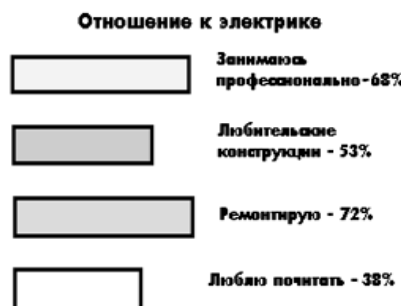 Отношение к электрике
Занимаюсь
профессионально-68%
Любительские
конструкции - 53%
Ремонтирую - 72%
Люблю почитать - 38%